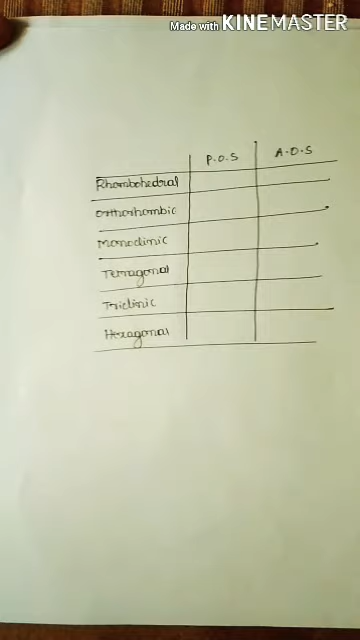 Made with KINEMASTER
P.O.S A.O.S
Rhombohedral
Orthorhombic
Monoclinic
Tetragonal
Triclinic
Hexagonal